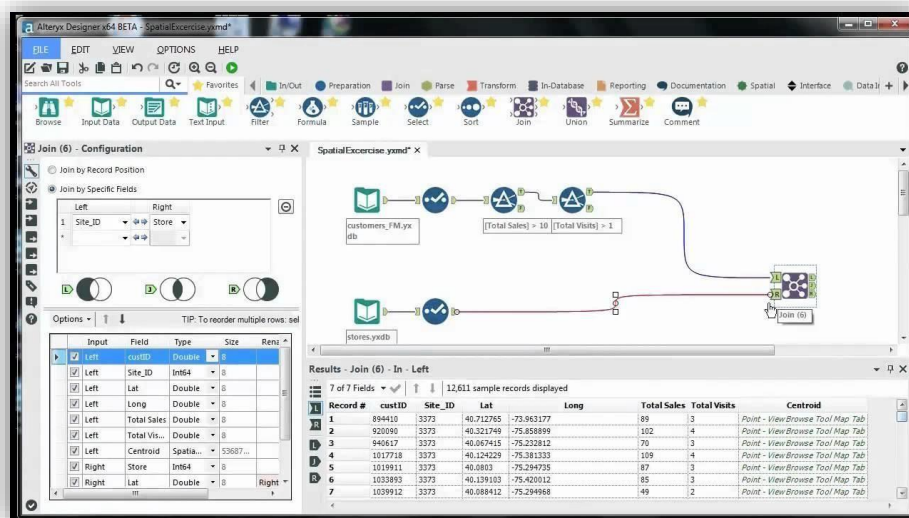 Alteryx Designer x64 BETA - SpatialExcercise.yxmd*
FILE EDIT VIEW OPTIONS HELP
Search All Tools Favorites In/Out Preparation Join Parse Transform In-Database Reporting Documentation Spatial Interface Data I
Browse Input Data Output Data Text Input Filter Formula Sample Select Sort Join Union Summarize Comment
Join (6) - Configuration
SpatialExcercise.yxmd* X
Join by Record Position
Join by Specific Fields
Left Right
1 Site_ID Store
*
L J R
Options TIP: To reorder multiple rows: sel
Input Field Type Size Rena
Left custID Double 8
Left Site_ID Int64 8
Left Lat Double 8
Left Long Double 8
Left Total Sales Double 8
Left Total Vis... Double 8
Left Centroid Spatia... 53687...
Right Store Int64 8
Right Lat Double 8 Right
customers_FM.yx
db
[Total Sales] > 10
[Total Visits] > 1
T
F
T
F
stores.yxdb
L
R
L
J
R
Join (6)
Results - Join (6) - In - Left
7 of 7 Fields 12,611 sample records displayed
L
R
L
J
R
Record # custID Site_ID Lat Long Total Sales Total Visits Centroid
1 894410 3373 40.712765 -73.963177 89 3 Point - View Browse Tool Map Tab
2 920090 3373 40.321749 -75.858899 102 4 Point - View Browse Tool Map Tab
3 940617 3373 40.067415 -75.232812 70 3 Point - View Browse Tool Map Tab
4 1017718 3373 40.124229 -75.381333 109 4 Point - View Browse Tool Map Tab
5 1019911 3373 40.0803 -75.294735 87 3 Point - View Browse Tool Map Tab
6 1033893 3373 40.139103 -75.420012 85 3 Point - View Browse Tool Map Tab
7 1039912 3373 40.088412 -75.294968 49 2 Point - View Browse Tool Map Tab